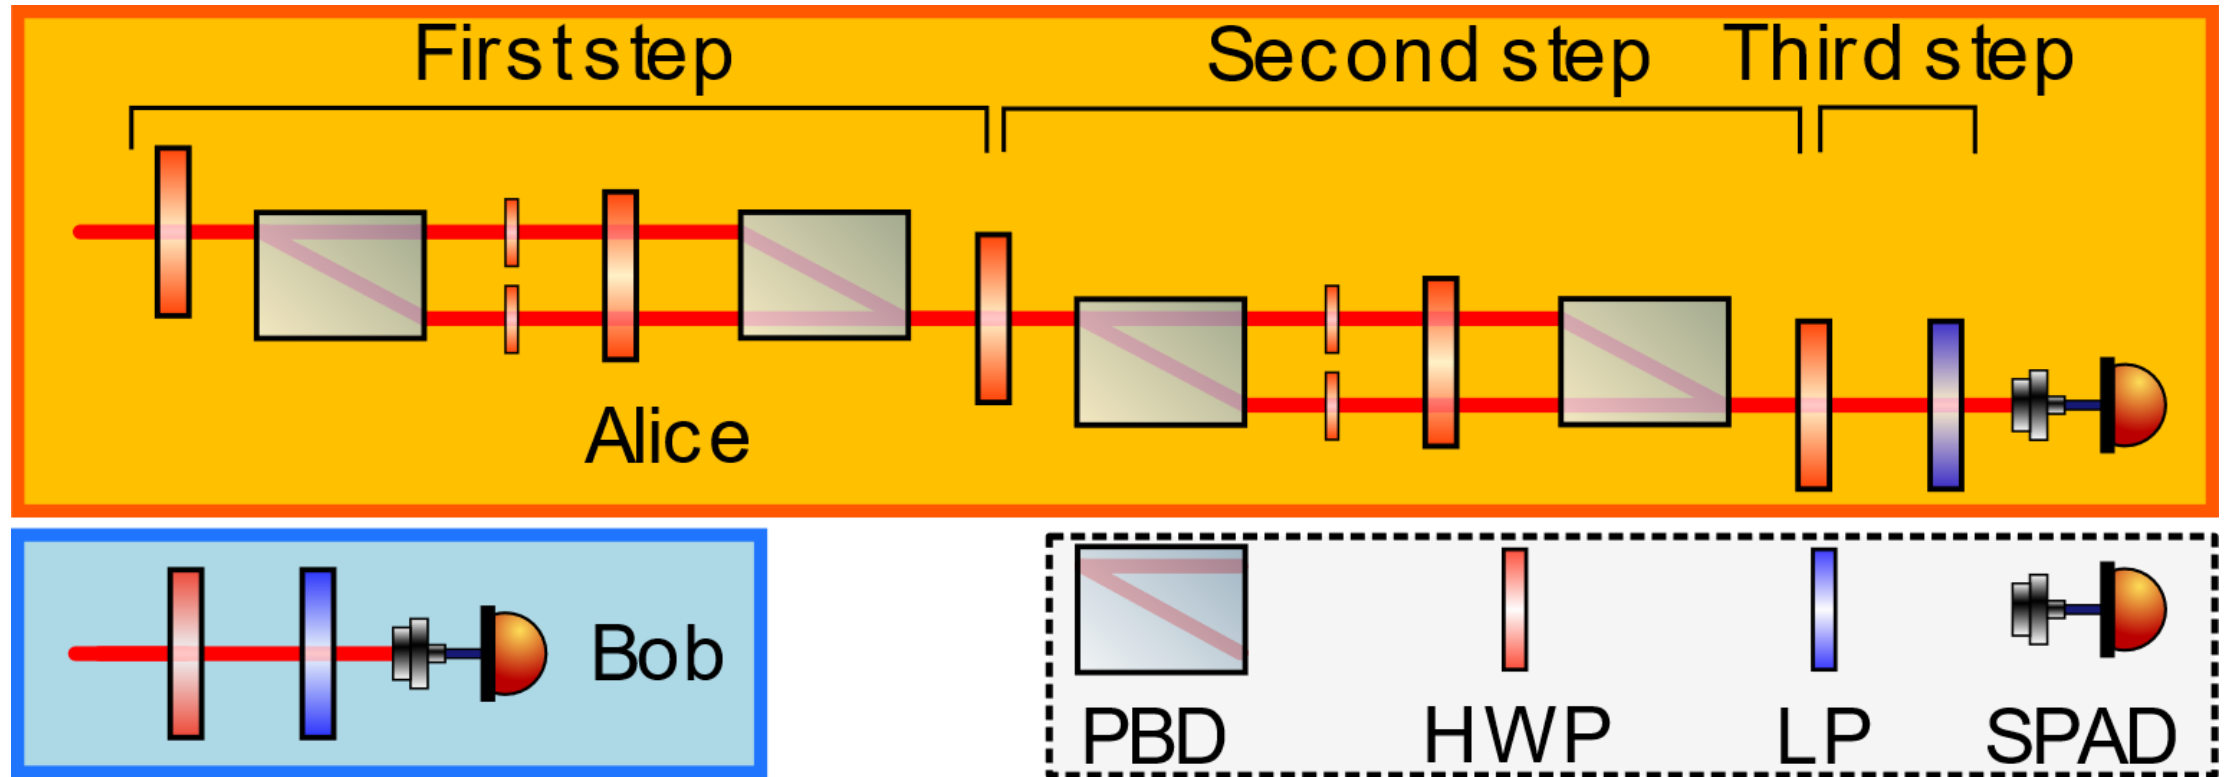 First step
Second step
Third step
Alice
Bob
PBD
HWP
LP
SPAD